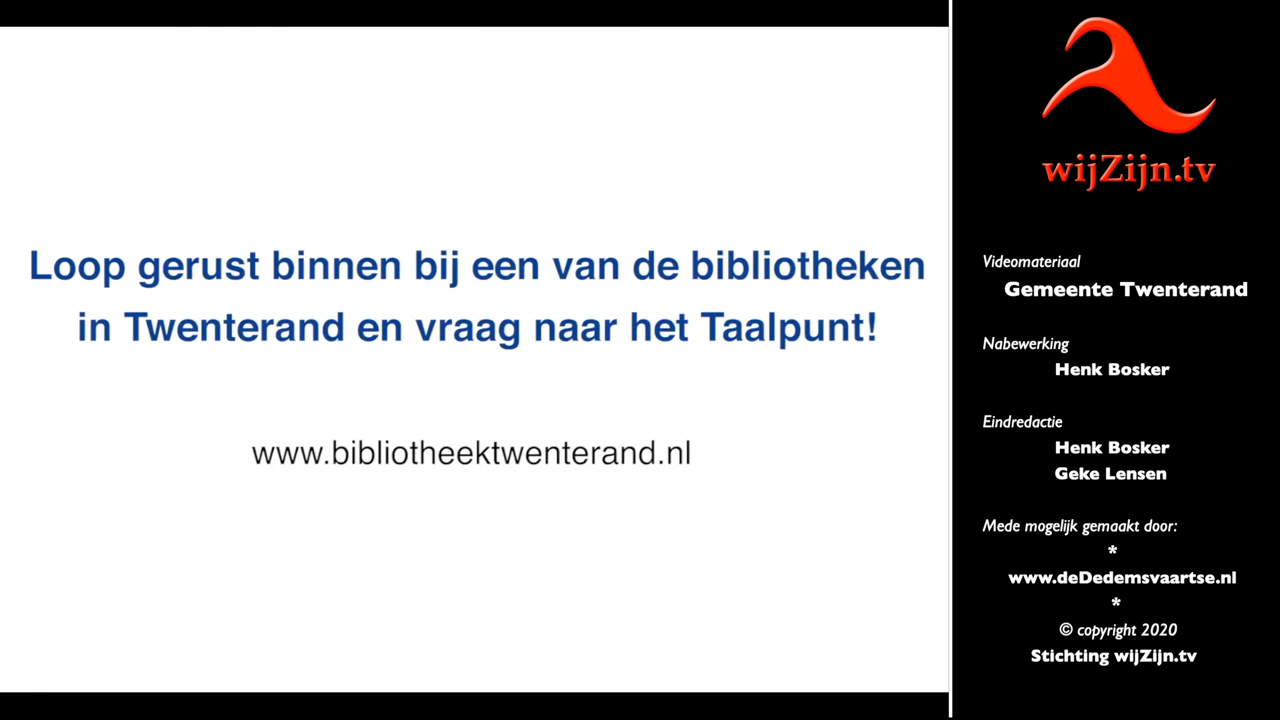 Loop gerust binnen bij een van de bibliotheken
in Twenterand en vraag naar het Taalpunt!
www.bibliotheektwenterand.nl
wijZijn.tv
Videomateriaal
Gemeente Twenterand
Nabewerking
Henk Bosker
Eindredactie
Henk Bosker
Geke Lensen
Mede mogelijk gemaakt door:
*
www.deDedemsvaartse.nl
*
© copyright 2020
Stichting wijZijn.tv